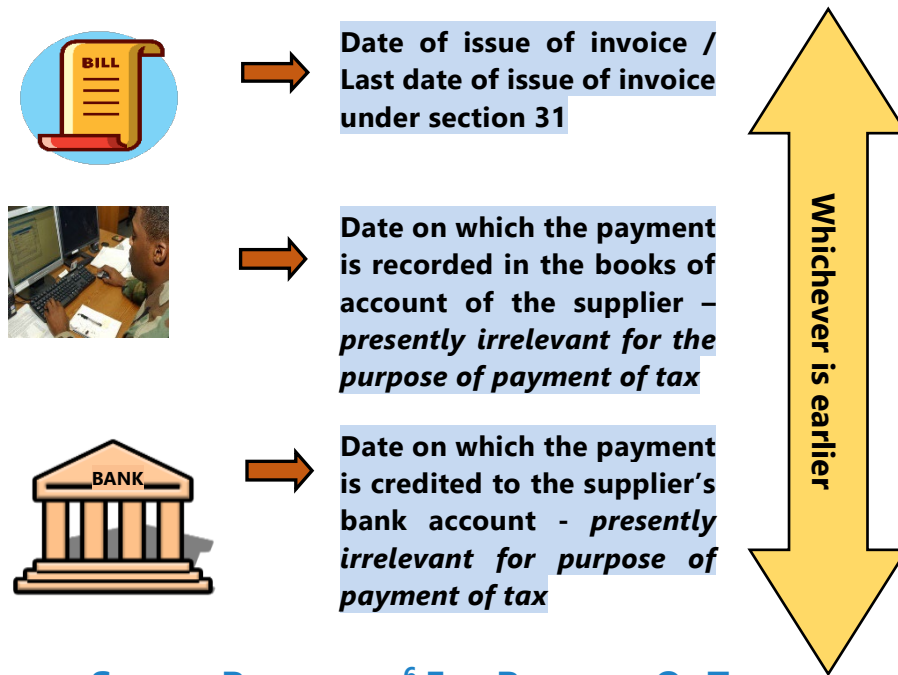 BILL
Date of issue of invoice /
Last date of issue of invoice
under section 31
Date on which the payment
is recorded in the books of
account of the supplier –
presently irrelevant for the
purpose of payment of tax
BANK
Date on which the payment
is credited to the supplier’s
bank account - presently
irrelevant for purpose of
payment of tax
Whichever is earlier